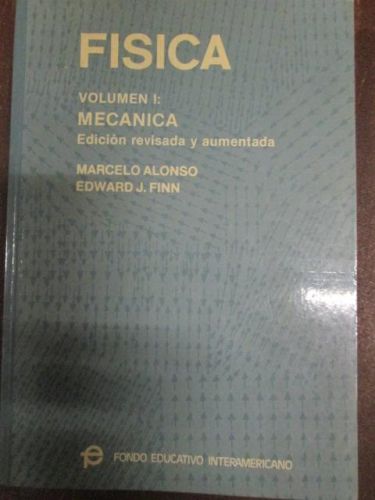 FISICA
VOLUMEN I:
MECANICA
Edición revisada y aumentada
MARCELO ALONSO
EDWARD J. FINN
FONDO EDUCATIVO INTERAMERICANO